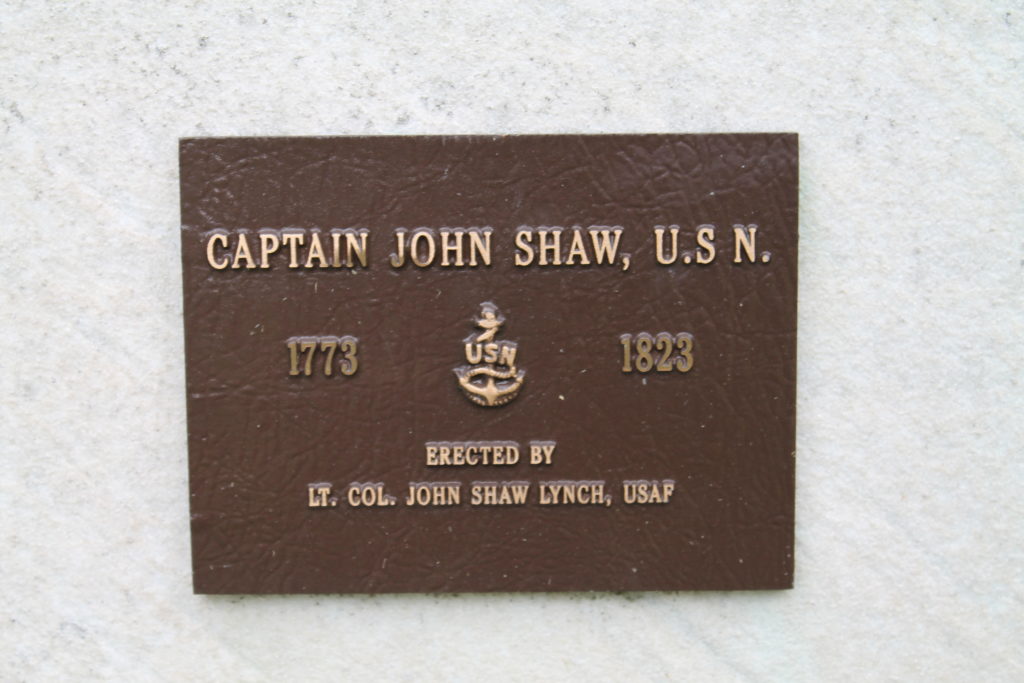 CAPTAIN JOHN SHAW, U.S N.
1773 USN 1823
ERECTED BY
LT. COL. JOHN SHAW LYNCH, USAF